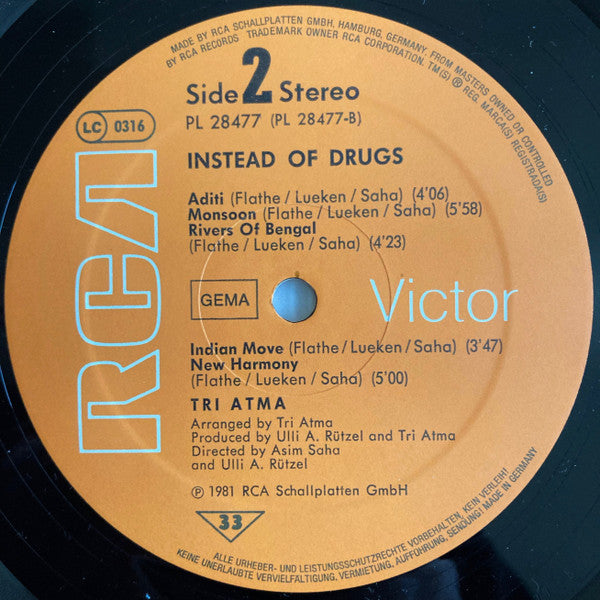 MADE BY RCA SCHALLPLATTEN GMBH, HAMBURG, GERMANY, FROM MASTERS OWNED OR CONTROLLED
BY RCA RECORDS TRADEMARK OWNER RCA CORPORATION. TM(S) ® REG. MARCA(S) REGISTRADA(S)
Side 2 Stereo
PL 28477 (PL 28477-B)
LC 0316
INSTEAD OF DRUGS
Aditi (Flathe/Lueken/Saha) (4'06)
Monsoon (Flathe/Lueken/Saha) (5'58)
Rivers Of Bengal
(Flathe/Lueken/Saha) (4'23)
RCA
GEMA
Victor
Indian Move (Flathe/Lueken/Saha) (3'47)
New Harmony
(Flathe/Lueken/Saha) (5'00)
TRI ATMA
Arranged by Tri Atma
Produced by Ulli A. Rützel and Tri Atma
Directed by Asim Saha
and Ulli A. Rützel
℗ 1981 RCA Schallplatten GmbH
33
ALLE URHEBER- UND LEISTUNGSSCHUTZRECHTE VORBEHALTEN, KEIN VERLEIH!
KEINE UNERLAUBTE VERVIELFÄLTIGUNG, VERMIETUNG, AUFFÜHRUNG, SENDUNG! MADE IN GERMANY